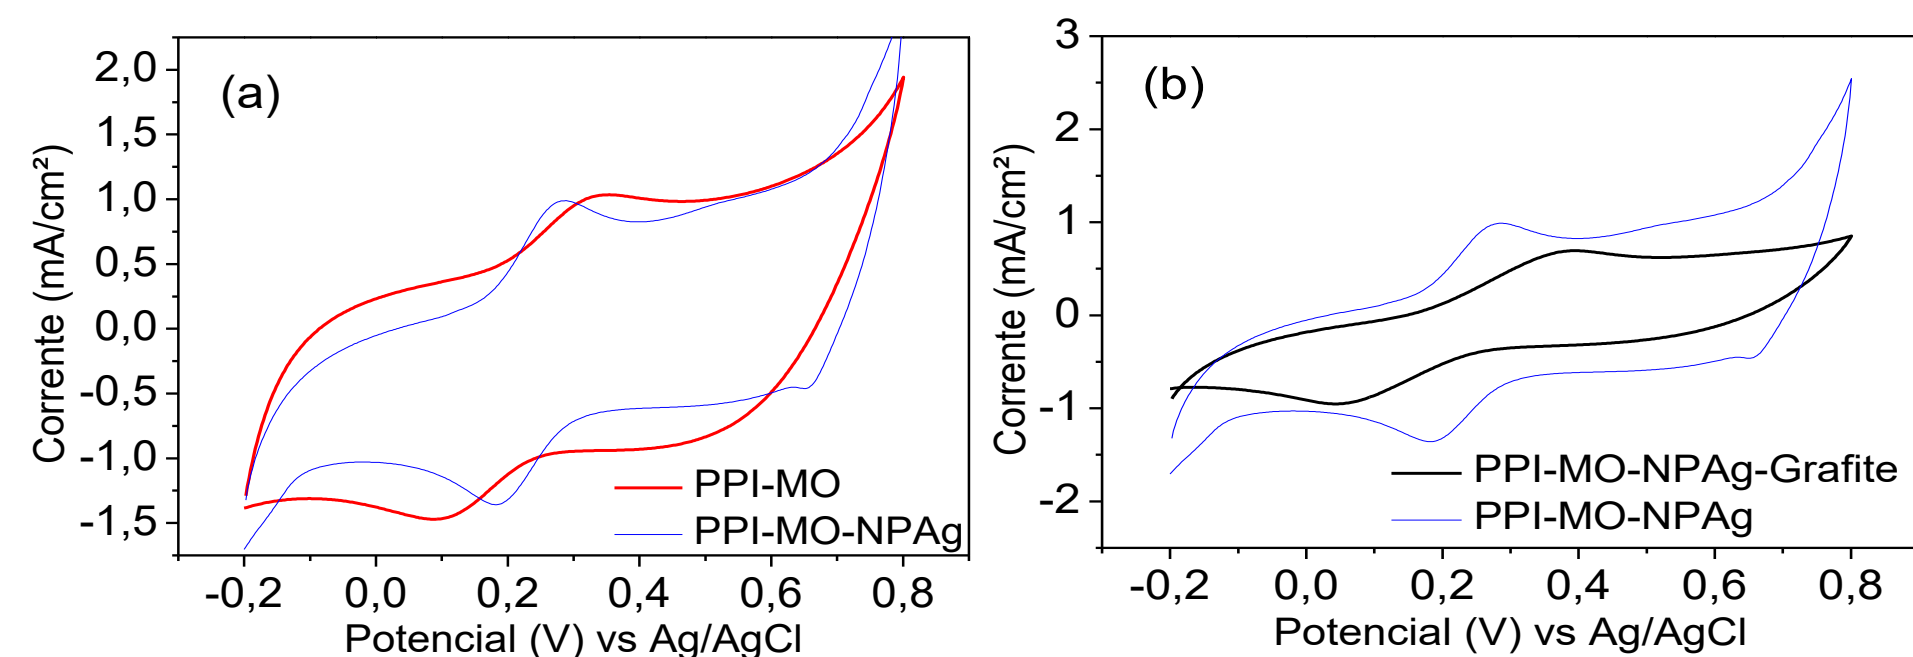 (a)
2,0
1,5
1,0
0,5
0,0
-0,5
-1,0
-1,5
Corrente (mA/cm²)
PPI-MO
PPI-MO-NPAg
-0,2 0,0 0,2 0,4 0,6 0,8
Potencial (V) vs Ag/AgCl
(b)
3
2
1
0
-1
-2
Corrente (mA/cm²)
PPI-MO-NPAg-Grafite
PPI-MO-NPAg
-0,2 0,0 0,2 0,4 0,6 0,8
Potencial (V) vs Ag/AgCl